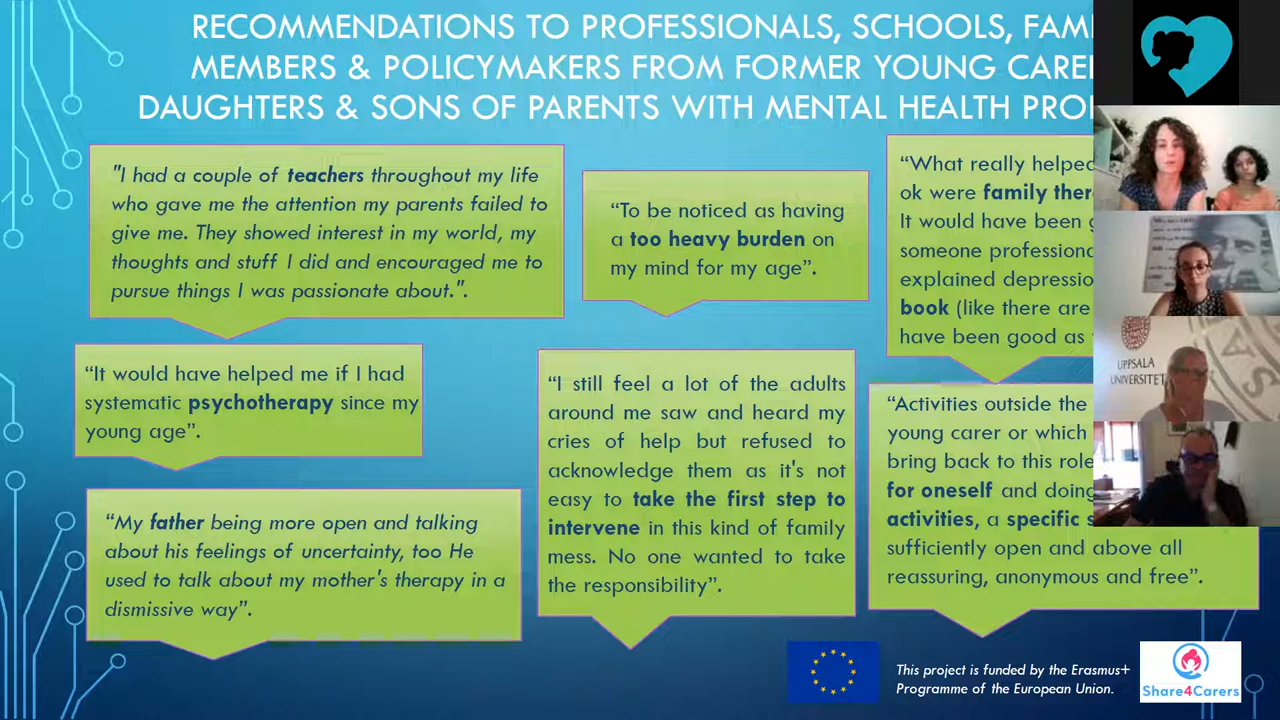 RECOMMENDATIONS TO PROFESSIONALS, SCHOOLS,
MEMBERS & POLICYMAKERS FROM FORMER YOUNG
DAUGHTERS & SONS OF PARENTS WITH MENTAL HEALTH
"I had a couple of teachers throughout my life
who gave me the attention my parents failed to
give me. They showed interest in my world, my
thoughts and stuff I did and encouraged me to
pursue things I was passionate about.".
“To be noticed as having
a too heavy burden on
my mind for my age”.
“What really helped
ok were family
It would have been
someone
explained
book (like there are
have been good as
“It would have helped me if I had
systematic psychotherapy since my
young age”.
“I still feel a lot of the adults
around me saw and heard my
cries of help but refused to
acknowledge them as it's not
easy to take the first step to
intervene in this kind of family
mess. No one wanted to take
the responsibility”.
“Activities outside the
young carer or which
bring back to this role
for oneself and doing
activities, a specific
sufficiently open and above all
reassuring, anonymous and free”.
“My father being more open and talking
about his feelings of uncertainty, too He
used to talk about my mother's therapy in a
dismissive way”.
This project is funded by the Erasmus+
Programme of the European Union.
Share4Carers
UPPSALA
UNIVERSITET